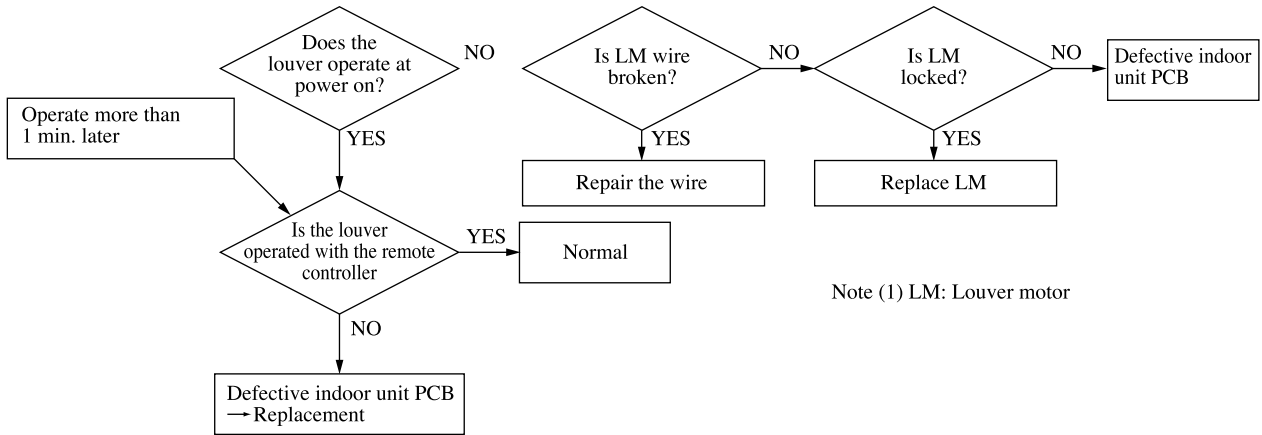 Does the
louver operate at
power on?
NO
Is LM wire
broken?
NO
Is LM
locked?
NO
Defective indoor
unit PCB
Operate more than
1 min. later
YES
YES
YES
Repair the wire
Replace LM
Is the louver
operated with the remote
controller
YES
Normal
Note (1) LM: Louver motor
NO
Defective indoor unit PCB
→Replacement